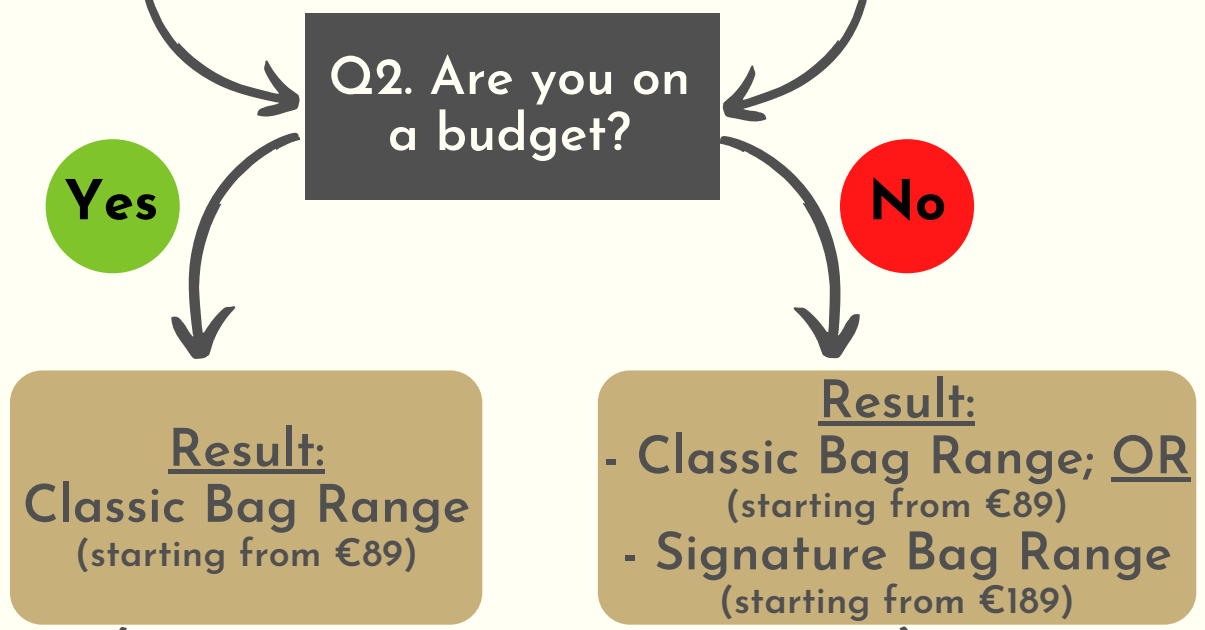 Q2. Are you on
a budget?
Yes
No
Result:
Classic Bag Range
(starting from €89)
Result:
- Classic Bag Range; OR
(starting from €89)
- Signature Bag Range
(starting from €189)